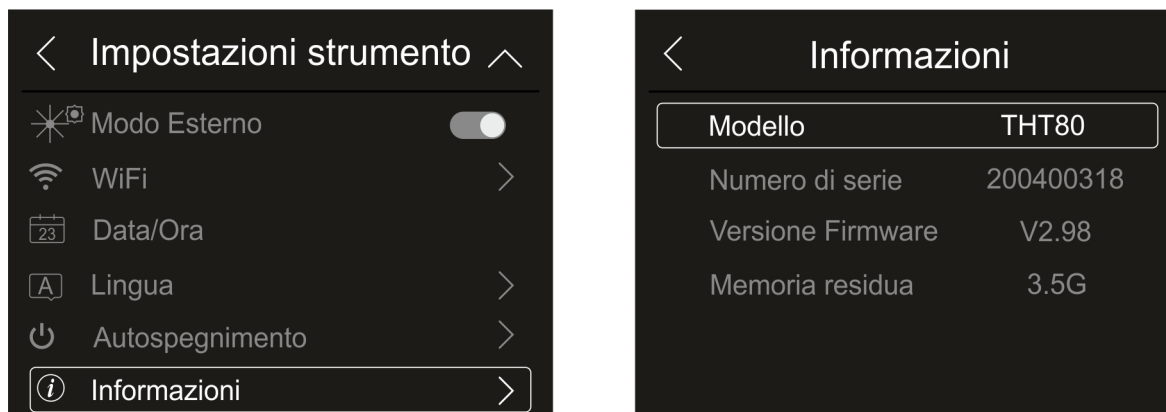 Impostazioni strumento
Modo Esterno
WiFi
23 Data/Ora
A Lingua
Autospegnimento
i Informazioni
Informazioni
Modello THT80
Numero di serie 200400318
Versione Firmware V2.98
Memoria residua 3.5G